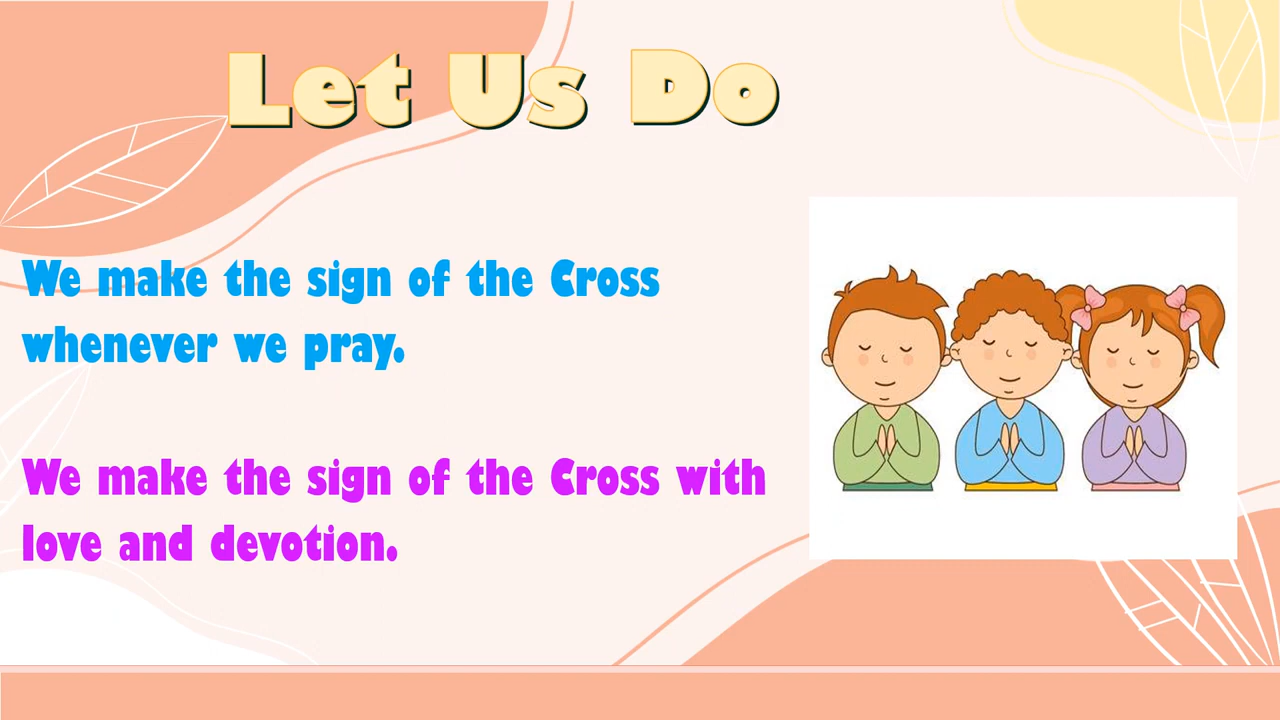 Let Us Do
We make the sign of the Cross
whenever we pray.
We make the sign of the Cross with
love and devotion.